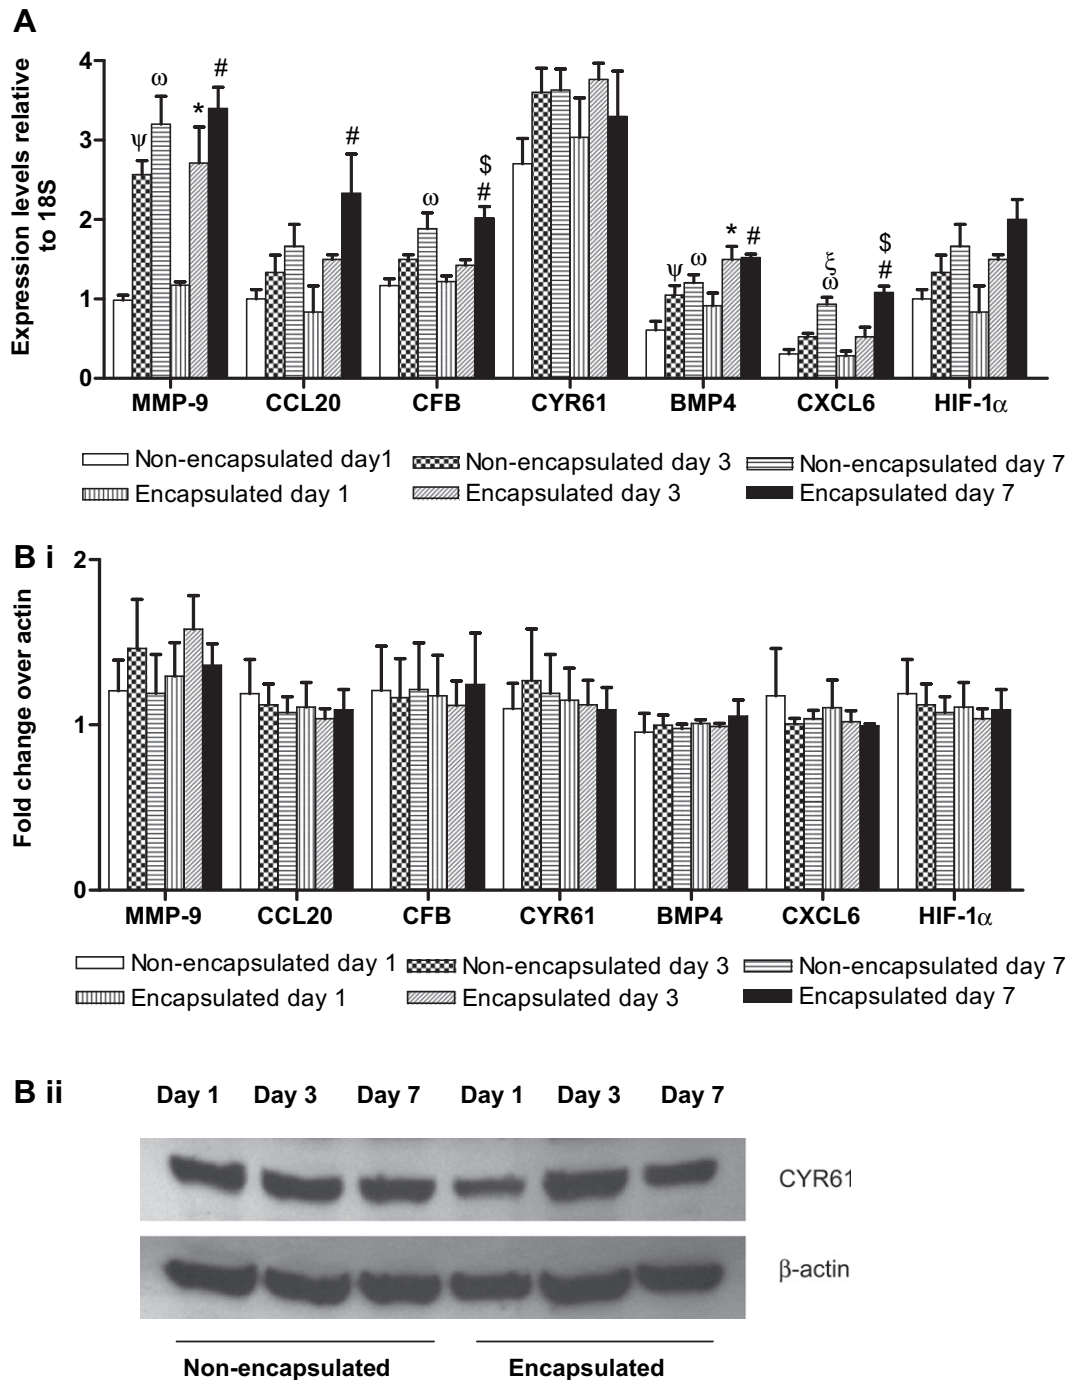 A
Expression levels relative
to 18S
4
3
2
1
0
ψ
ω
*
#
#
ω
$
#
ψ
ω
*
#
ξ
ω
$
#
MMP-9 CCL20 CFB CYR61 BMP4 CXCL6 HIF-1α
Non-encapsulated day1 Non-encapsulated day 3 Non-encapsulated day 7
Encapsulated day 1 Encapsulated day 3 Encapsulated day 7
B i
Fold change over actin
2
1
0
MMP-9 CCL20 CFB CYR61 BMP4 CXCL6 HIF-1α
Non-encapsulated day 1 Non-encapsulated day 3 Non-encapsulated day 7
Encapsulated day 1 Encapsulated day 3 Encapsulated day 7
B ii
Day 1 Day 3 Day 7 Day 1 Day 3 Day 7
CYR61
β-actin
Non-encapsulated Encapsulated